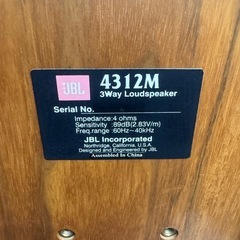 JBL
4312M
3Way Loudspeaker
Serial No.
Impedance:4 ohms
Sensitivity :89dB(2.83V/m)
Freq.range:60Hz~40kHz
JBL Incorporated
Northridge, California, U.S.A.
Designed and Engineered by JBL
Assembled In China